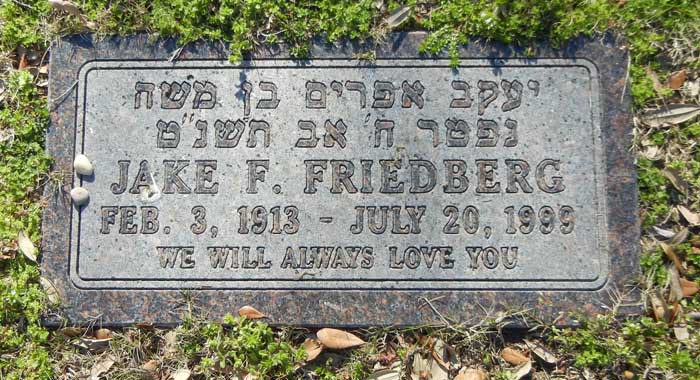 יעקב אפרים בן משה
נפטר ח' אב תשנ"ט
JAKE F. FRIEDBERG
FEB. 3, 1913 - JULY 20, 1999
WE WILL ALWAYS LOVE YOU